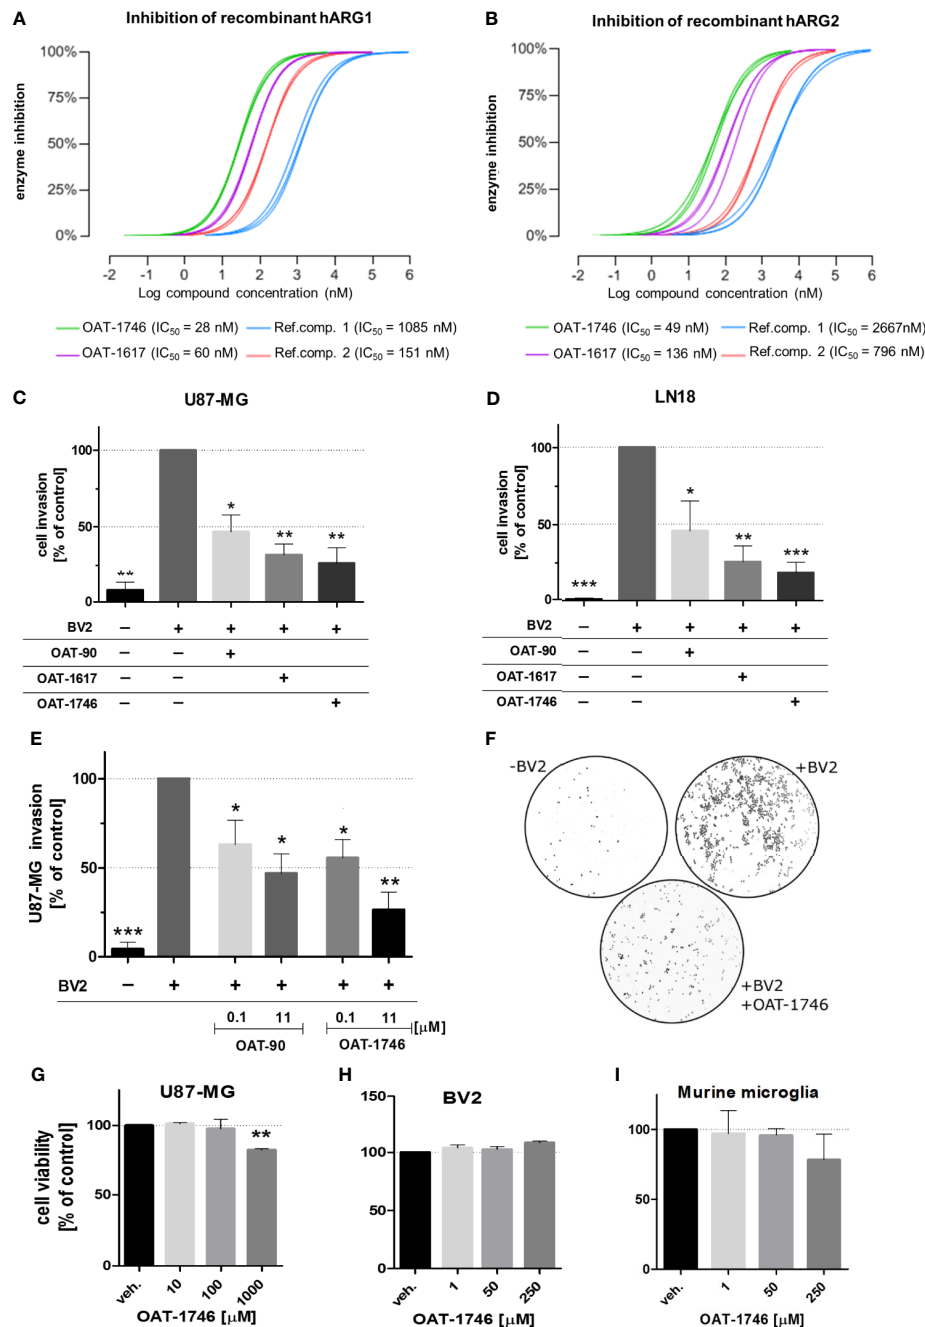 A
Inhibition of recombinant hARG1
100%
75%
50%
25%
0%
enzyme inhibition
-2 -1 0 1 2 3 4 5 6
Log compound concentration (nM)
OAT-1746 (IC50 = 28 nM) Ref.comp. 1 (IC50 = 1085 nM)
OAT-1617 (IC50 = 60 nM) Ref.comp. 2 (IC50 = 151 nM)
B
Inhibition of recombinant hARG2
100%
75%
50%
25%
0%
enzyme inhibition
-2 -1 0 1 2 3 4 5 6
Log compound concentration (nM)
OAT-1746 (IC50 = 49 nM) Ref.comp. 1 (IC50 = 2667nM)
OAT-1617 (IC50 = 136 nM) Ref.comp. 2 (IC50 = 796 nM)
C
U87-MG
cell invasion
[% of control]
100
50
0
** * ** **
BV2 – + + + +
OAT-90 – – +
OAT-1617 – – +
OAT-1746 – – +
D
LN18
cell invasion
[% of control]
100
50
0
*** * ** ***
BV2 – + + + +
OAT-90 – – +
OAT-1617 – – +
OAT-1746 – – +
E
U87-MG invasion
[% of control]
100
50
0
*** * * * **
BV2 – + + + + +
0.1 11 0.1 11 [μM]
OAT-90 OAT-1746
F
-BV2
+BV2
+BV2
+OAT-1746
G
U87-MG
cell viability
[% of control]
100
50
0
**
veh. 10 100 1000
OAT-1746 [μM]
H
BV2
150
100
50
0
veh. 1 50 250
OAT-1746 [μM]
I
Murine microglia
100
50
0
veh. 1 50 250
OAT-1746 [μM]